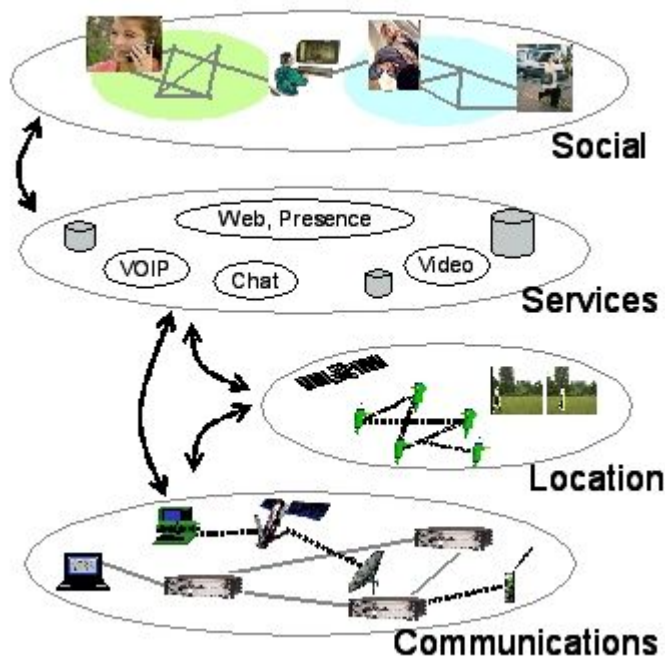 Social
Web, Presence
VOIP
Chat
Video
Services
Location
Communications